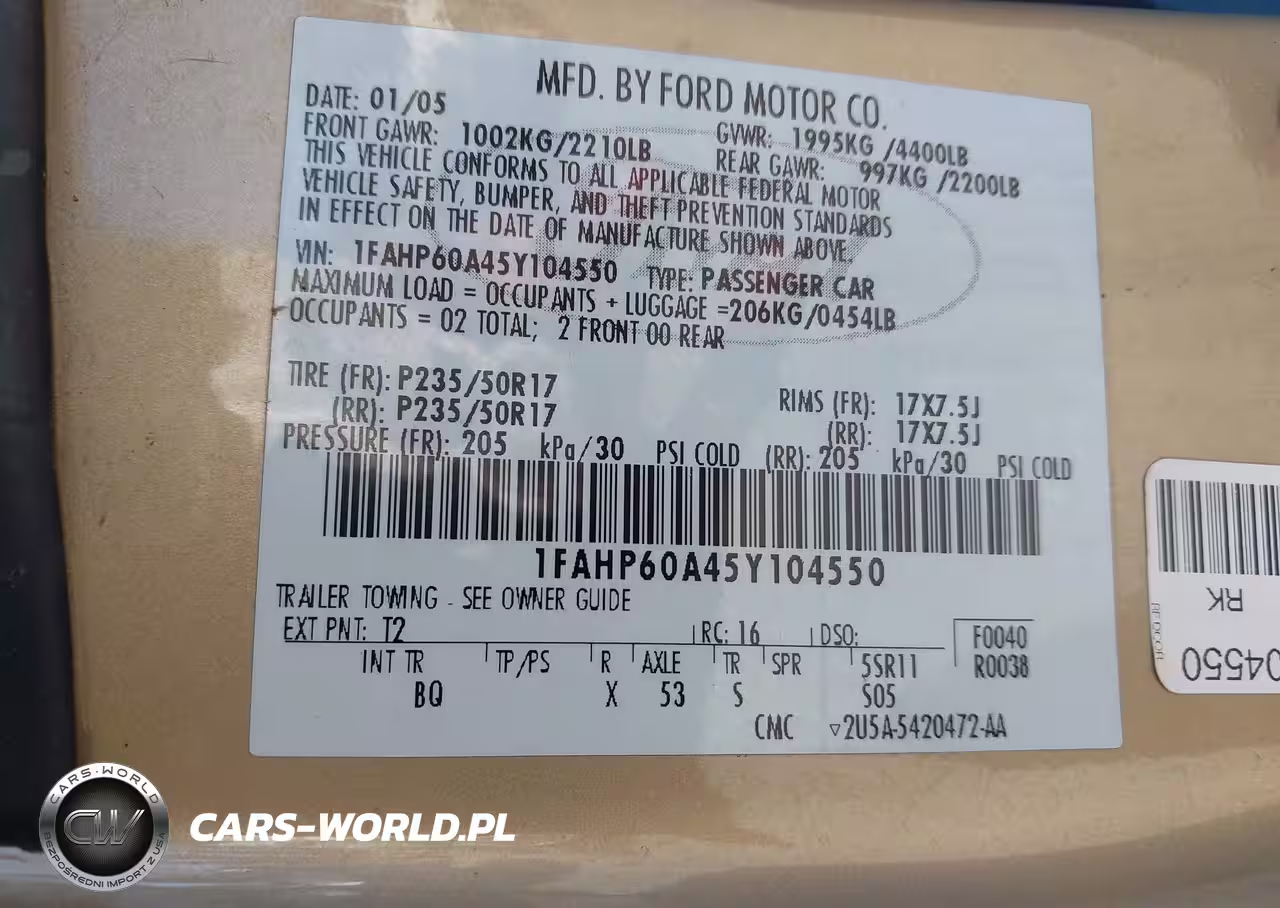 MFD. BY FORD MOTOR CO.
DATE: 01/05 GVWR: 1995KG /4400LB
FRONT GAWR: 1002KG/2210LB REAR GAWR: 997KG /2200LB
THIS VEHICLE CONFORMS TO ALL APPLICABLE FEDERAL MOTOR
VEHICLE SAFETY, BUMPER, AND THEFT PREVENTION STANDARDS
IN EFFECT ON THE DATE OF MANUFACTURE SHOWN ABOVE.
VIN: 1FAHP60A45Y104550 TYPE: PASSENGER CAR
MAXIMUM LOAD = OCCUPANTS + LUGGAGE =206KG/0454LB
OCCUPANTS = 02 TOTAL; 2 FRONT 00 REAR
TIRE (FR): P235/50R17 RIMS (FR): 17X7.5J
(RR): P235/50R17 (RR): 17X7.5J
PRESSURE (FR): 205 kPa/30 PSI COLD (RR): 205 kPa/30 PSI COLD
1FAHP60A45Y104550
TRAILER TOWING - SEE OWNER GUIDE
EXT PNT: T2 RC: 16 DSO: F0040
INT TR TP/PS R AXLE TR SPR 5SR11 R0038
BQ X 53 S S05
CMC ▽2U5A-5420472-AA
RK
04550
CARS-WORLD
CW
BEZPOŚREDNI IMPORT Z USA
CARS-WORLD.PL